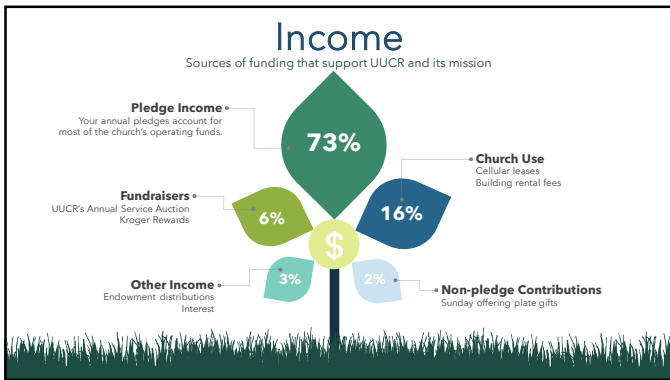 Income
Sources of funding that support UUCR and its mission
Pledge Income
Your annual pledges account for
most of the church's operating funds.
73%
Church Use
Cellular leases
Building rental fees
16%
Fundraisers
UUCR's Annual Service Auction
Kroger Rewards
6%
$
Other Income
Endowment distributions
Interest
3%
2%
Non-pledge Contributions
Sunday offering plate gifts